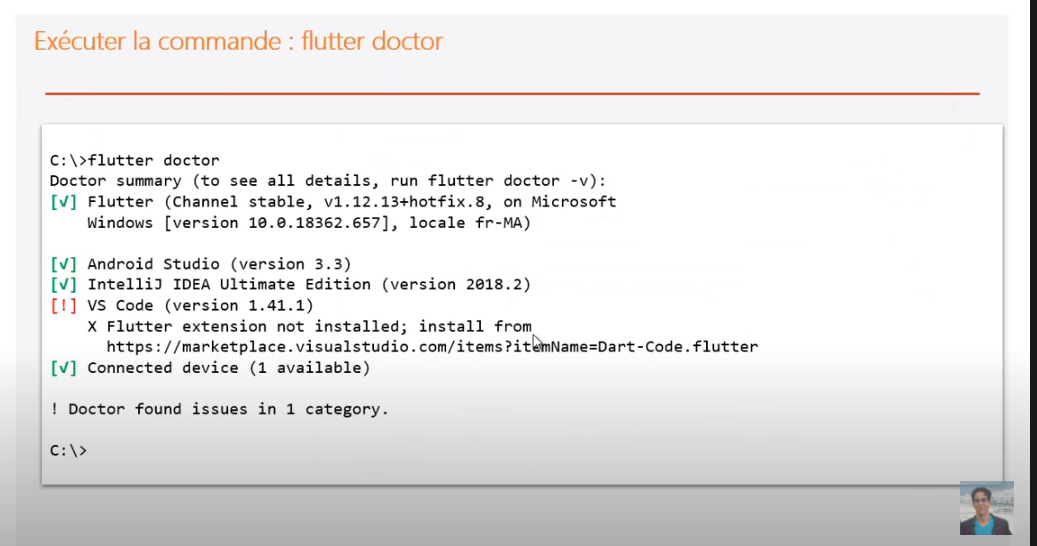 Exécuter la commande : flutter doctor
C:\>flutter doctor
Doctor summary (to see all details, run flutter doctor -v):
[√] Flutter (Channel stable, v1.12.13+hotfix.8, on Microsoft
Windows [version 10.0.18362.657], locale fr-MA)
[√] Android Studio (version 3.3)
[√] IntelliJ IDEA Ultimate Edition (version 2018.2)
[!] VS Code (version 1.41.1)
X Flutter extension not installed; install from
https://marketplace.visualstudio.com/items?itemName=Dart-Code.flutter
[√] Connected device (1 available)
! Doctor found issues in 1 category.
C:\>